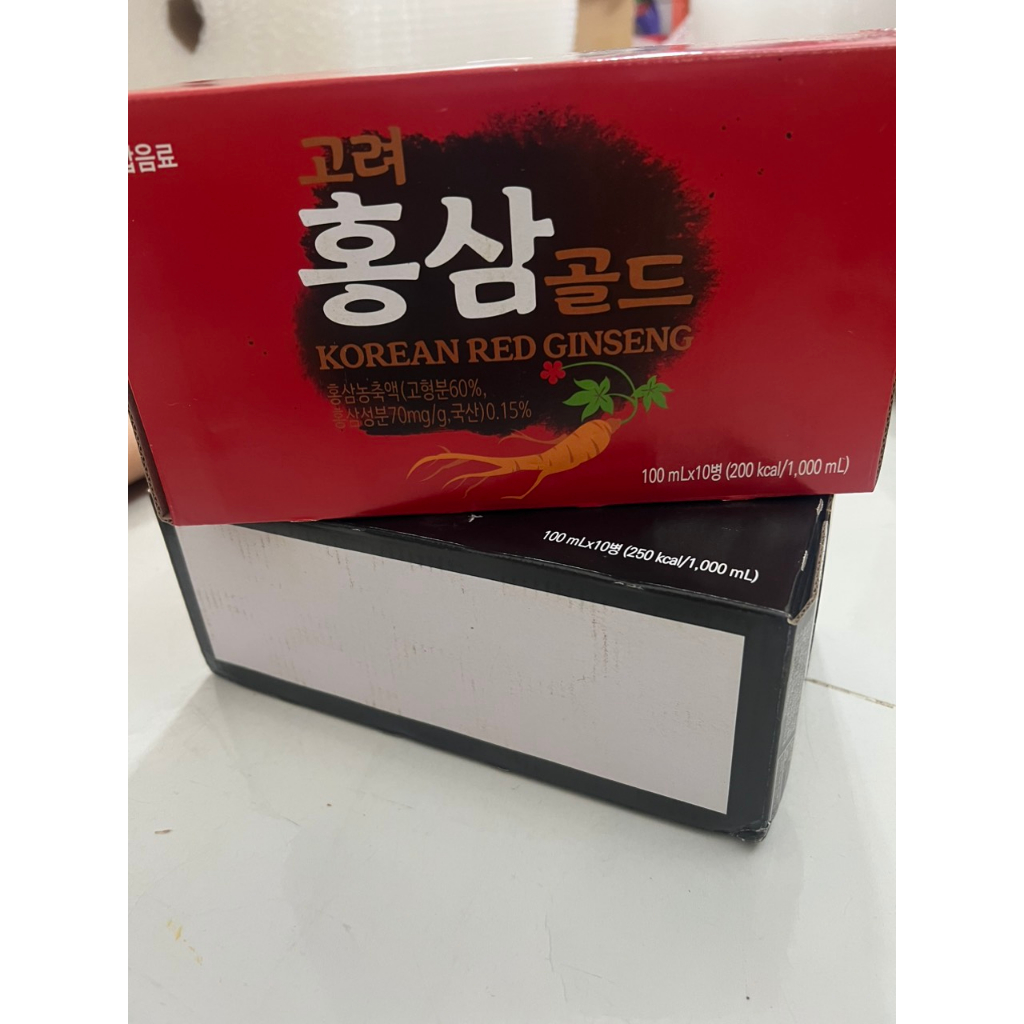 음료
고려
홍삼골드
KOREAN RED GINSENG
홍삼농축액(고형분60%,
홍삼성분70mg/g,국산)0.15%
100 mLx10병 (200 kcal/1,000 mL)
100 mLx10병 (250 kcal/1,000 mL)